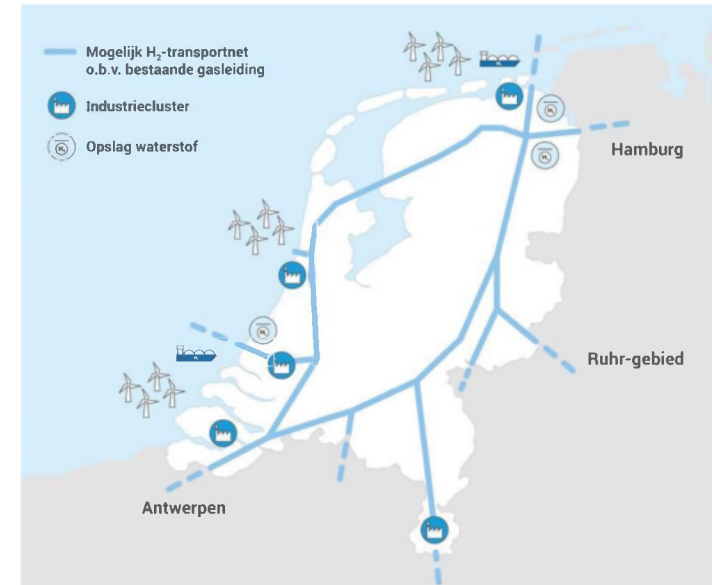 Mogelijk H₂-transportnet
o.b.v. bestaande gasleiding
Industriecluster
Opslag waterstof
Hamburg
Ruhr-gebied
Antwerpen